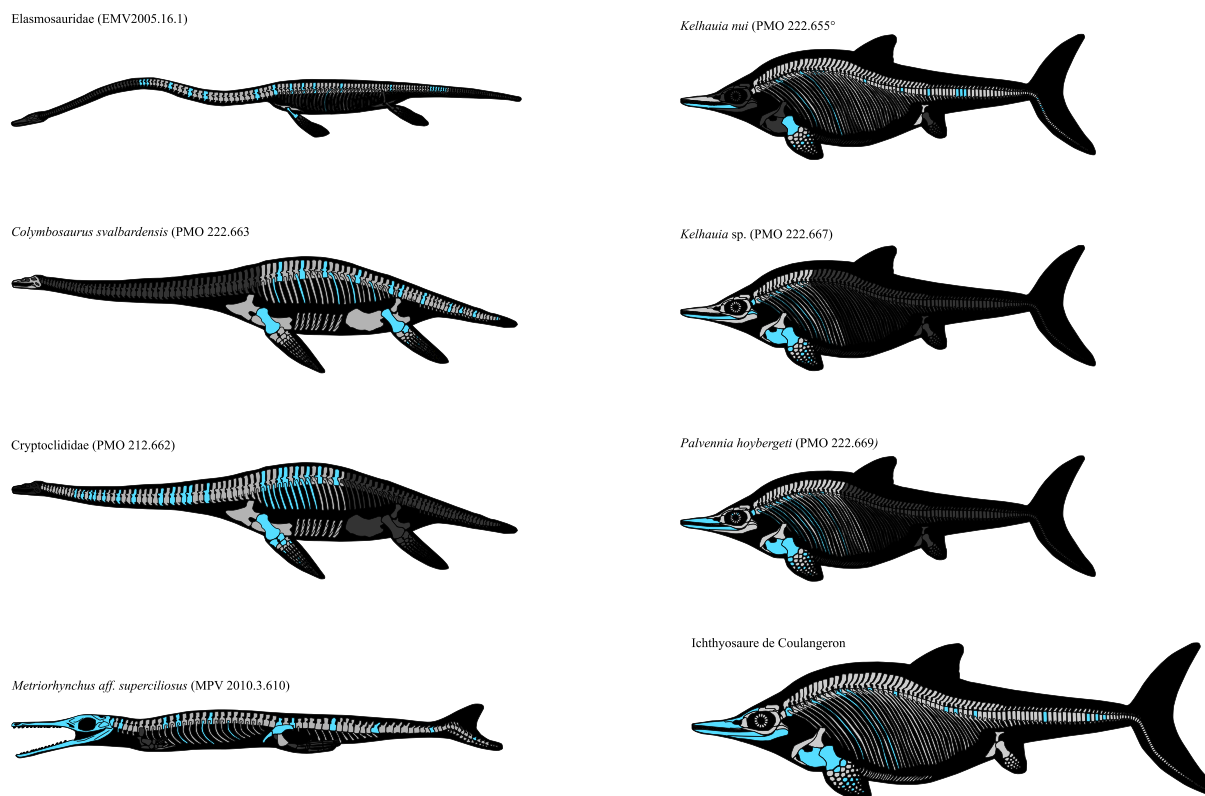 Elasmosauridae (EMV2005.16.1)
Kelhauia nui (PMO 222.655°
Colymbosaurus svalbardensis (PMO 222.663
Kelhauia sp. (PMO 222.667)
Cryptoclididae (PMO 212.662)
Palvennia hoybergeti (PMO 222.669)
Ichthyosaure de Coulangeron
Metriorhynchus aff. superciliosus (MPV 2010.3.610)